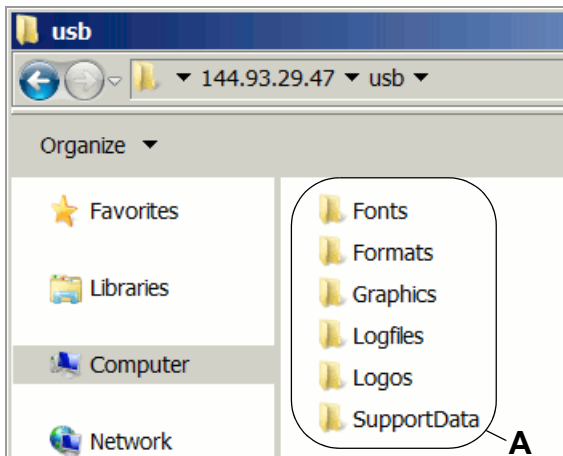 usb
144.93.29.47 usb
Organize
Favorites
Libraries
Computer
Network
Fonts
Formats
Graphics
Logfiles
Logos
SupportData
A